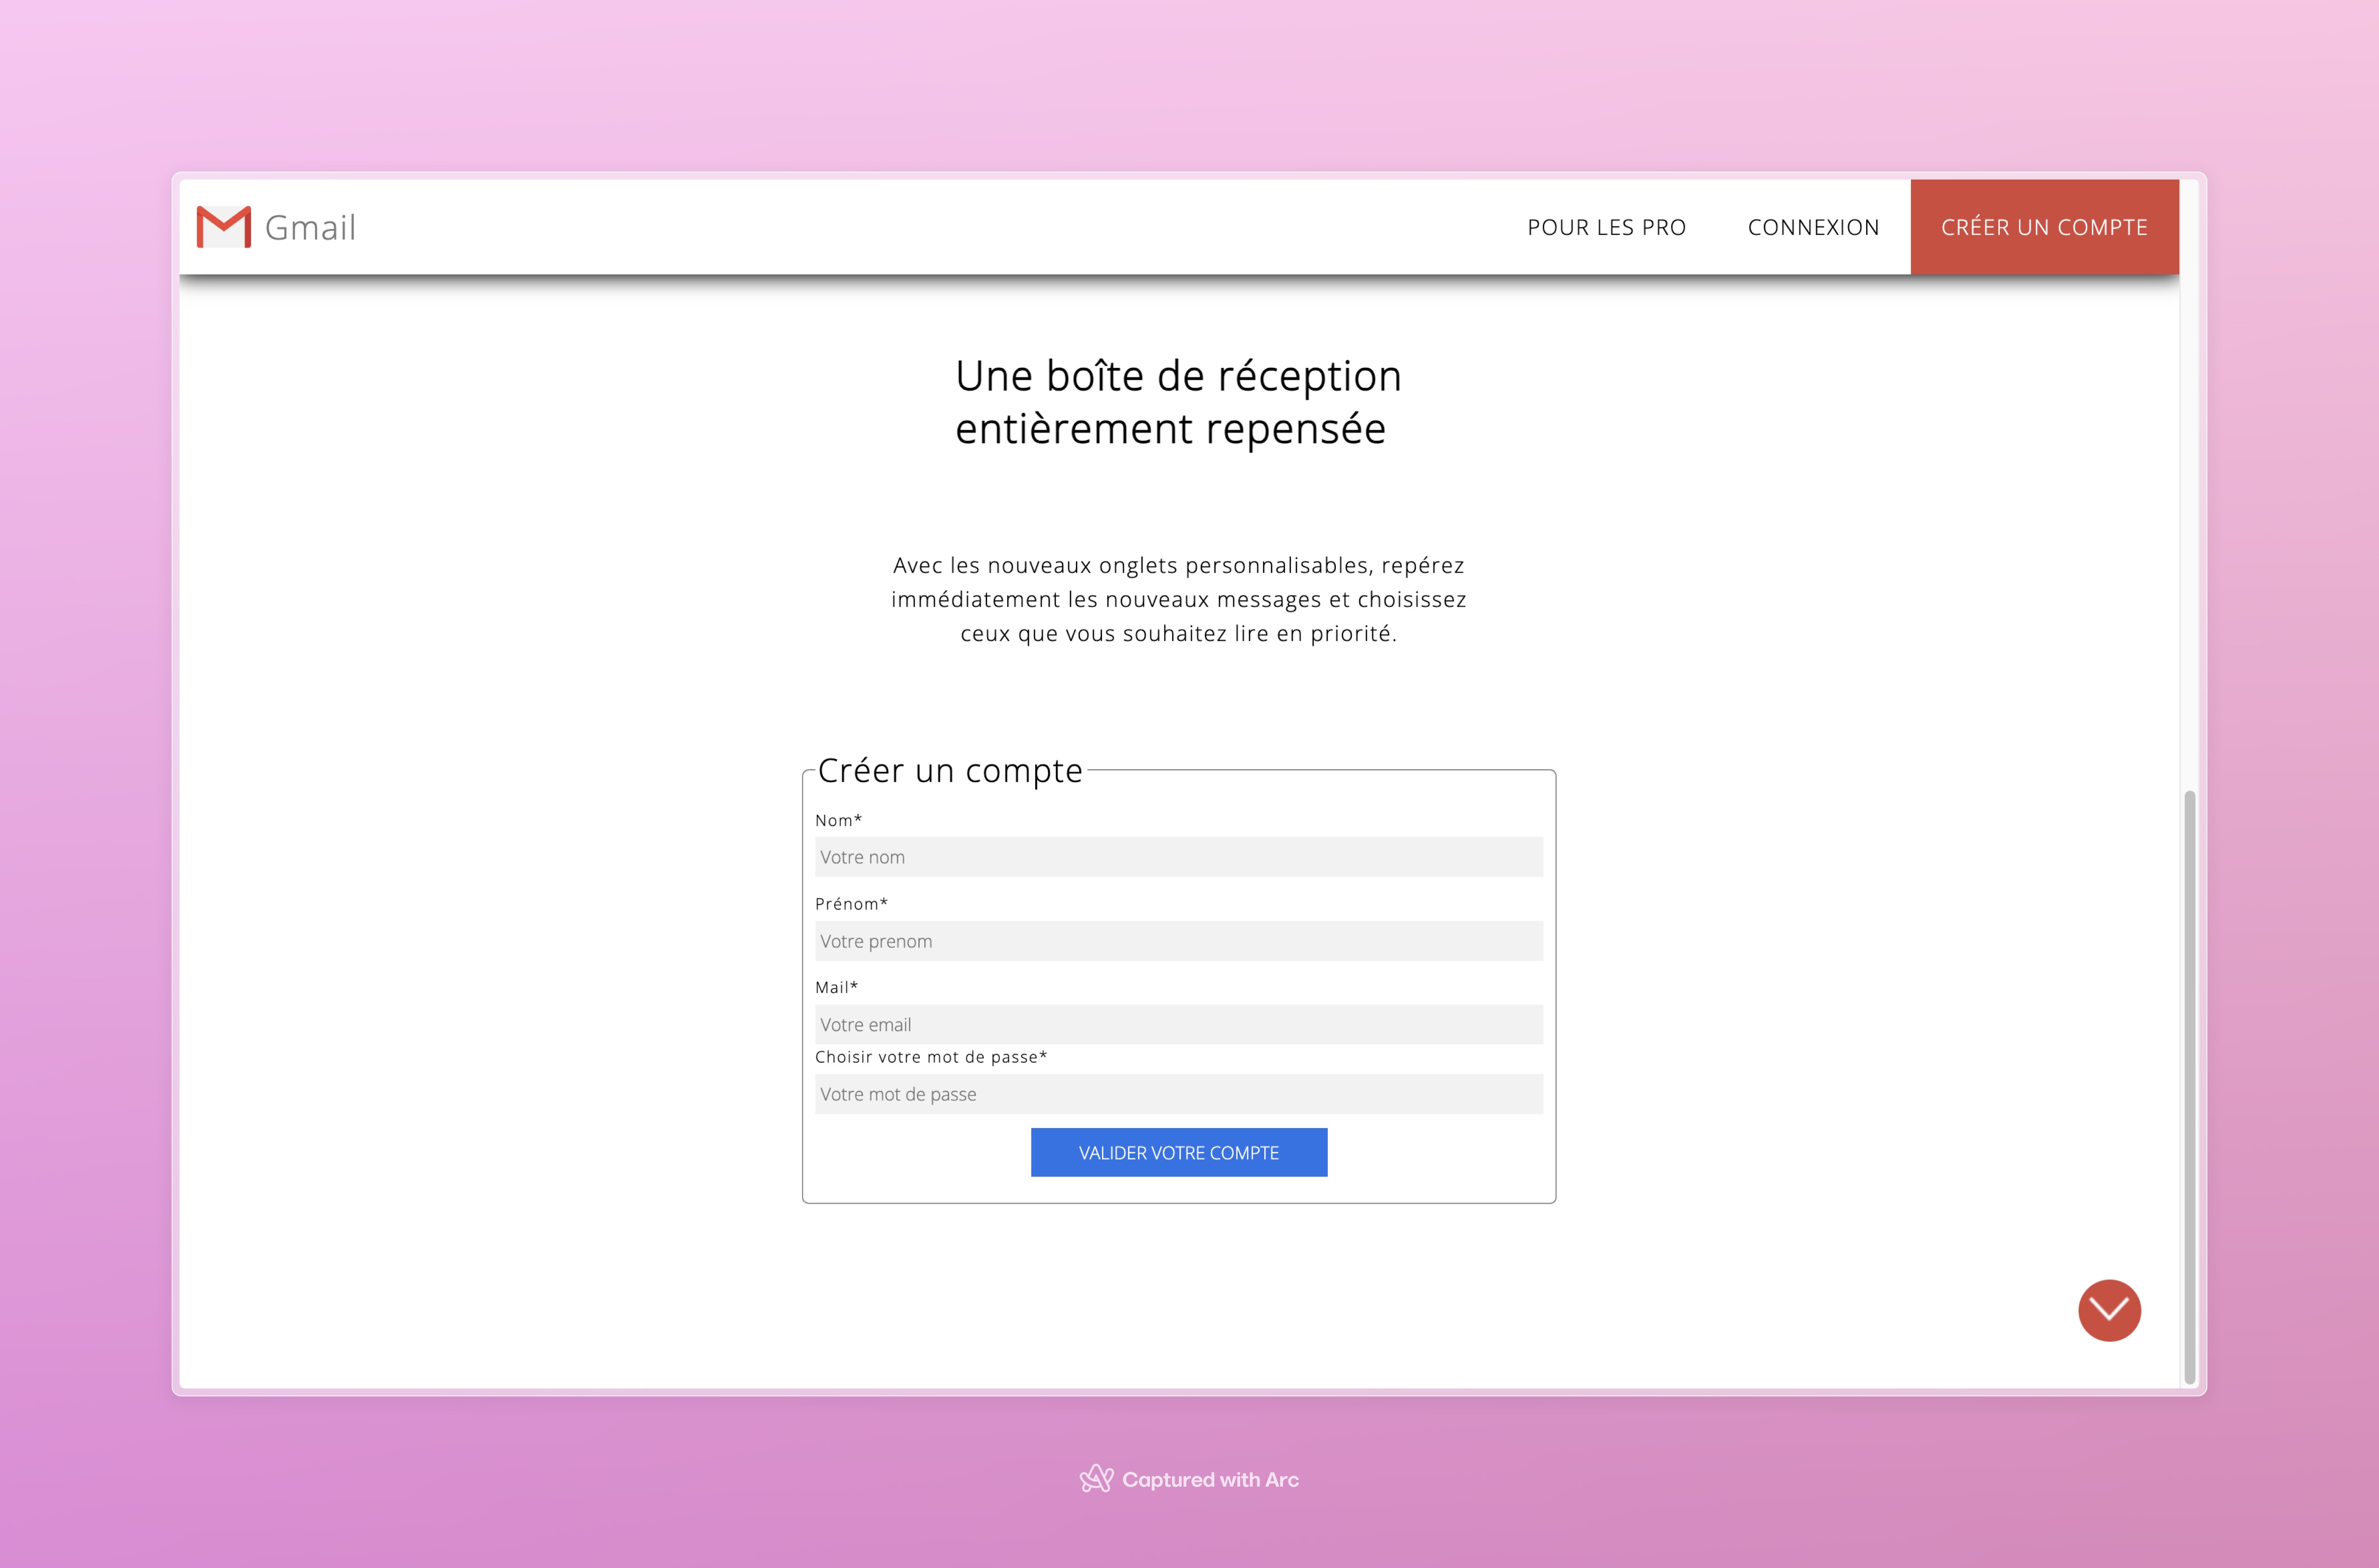 Gmail
POUR LES PRO
CONNEXION
CRÉER UN COMPTE
Une boîte de réception
entièrement repensée
Avec les nouveaux onglets personnalisables, repérez
immédiatement les nouveaux messages et choisissez
ceux que vous souhaitez lire en priorité.
Créer un compte
Nom*
Votre nom
Prénom*
Votre prenom
Mail*
Votre email
Choisir votre mot de passe*
Votre mot de passe
VALIDER VOTRE COMPTE
Captured with Arc